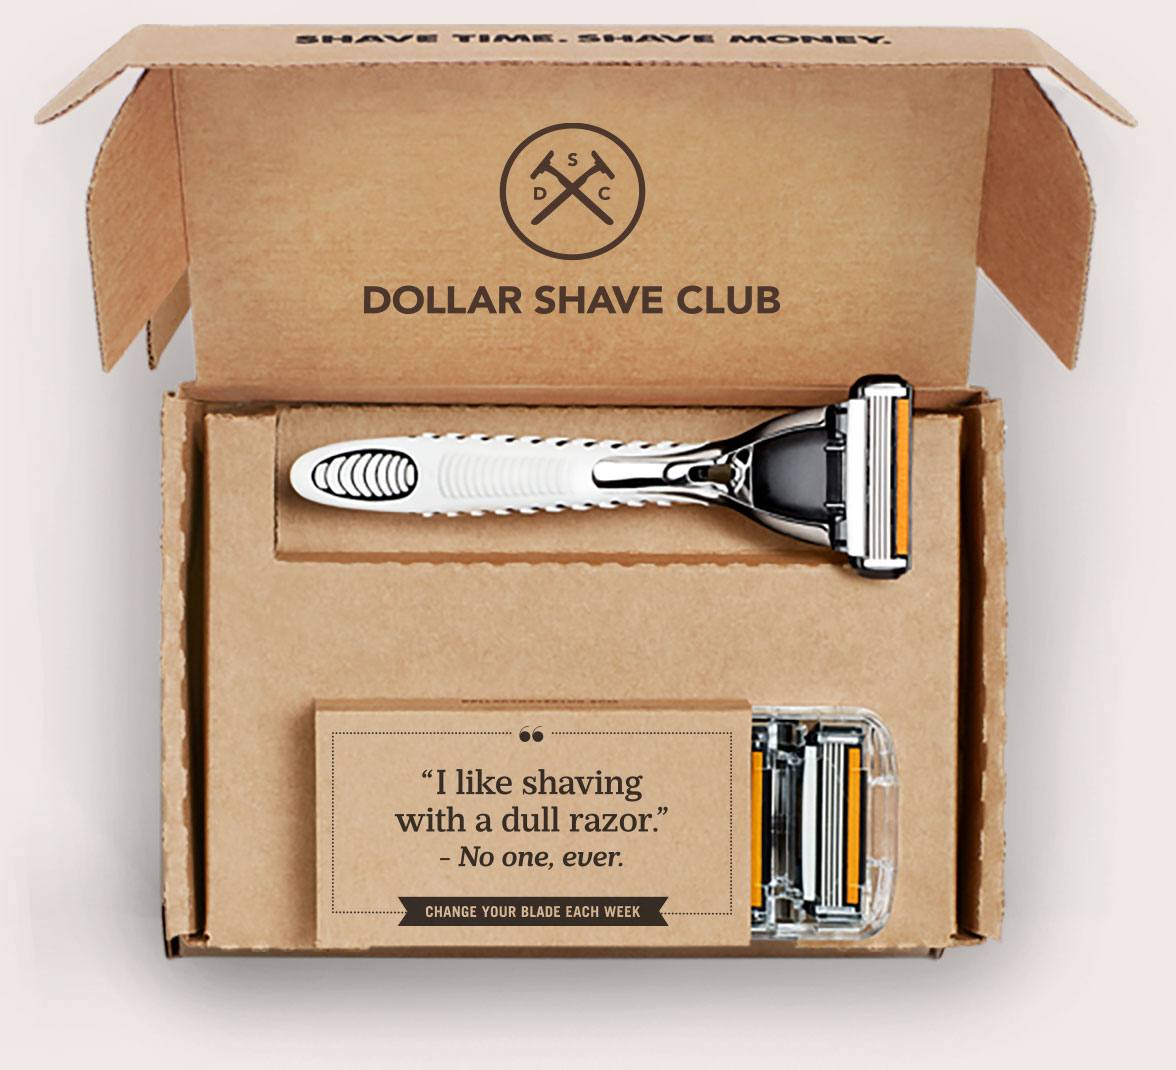 SHAVE TIME. SHAVE MONEY.
S
D C
DOLLAR SHAVE CLUB
“I like shaving
with a dull razor.”
– No one, ever.
CHANGE YOUR BLADE EACH WEEK